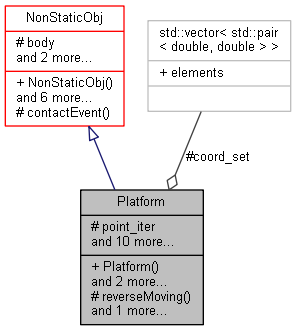 NonStaticObj
# body
and 2 more...
+ NonStaticObj()
and 6 more...
# contactEvent()
std::vector< std::pair
< double, double > >
+ elements
#coord_set
Platform
# point_iter
and 10 more...
+ Platform()
and 2 more...
# reverseMoving()
and 1 more...